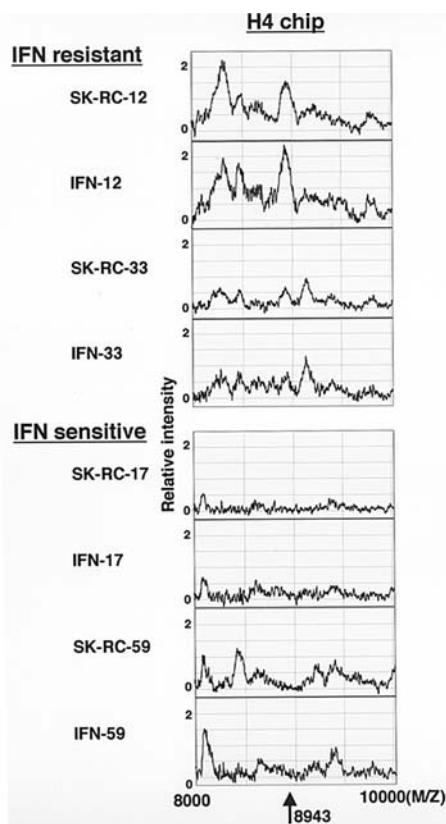 H4 chip
IFN resistant
SK-RC-12
2
0
IFN-12
2
0
SK-RC-33
2
0
IFN-33
2
0
Relative intensity
IFN sensitive
SK-RC-17
2
0
IFN-17
2
0
SK-RC-59
2
0
IFN-59
2
0
8000
10000(M/Z)
8943